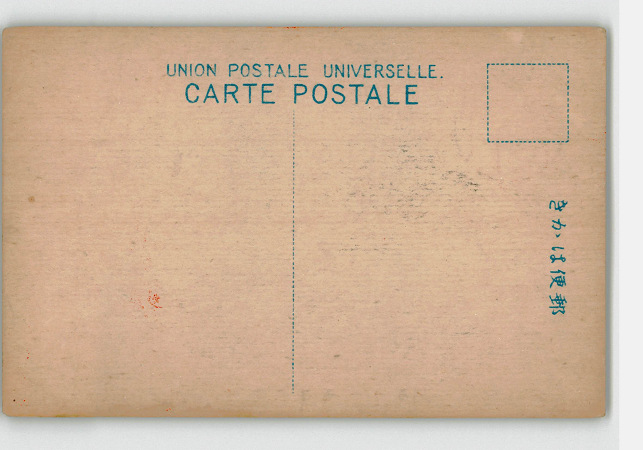 UNION POSTALE UNIVERSELLE.
CARTE POSTALE
きかは便郵